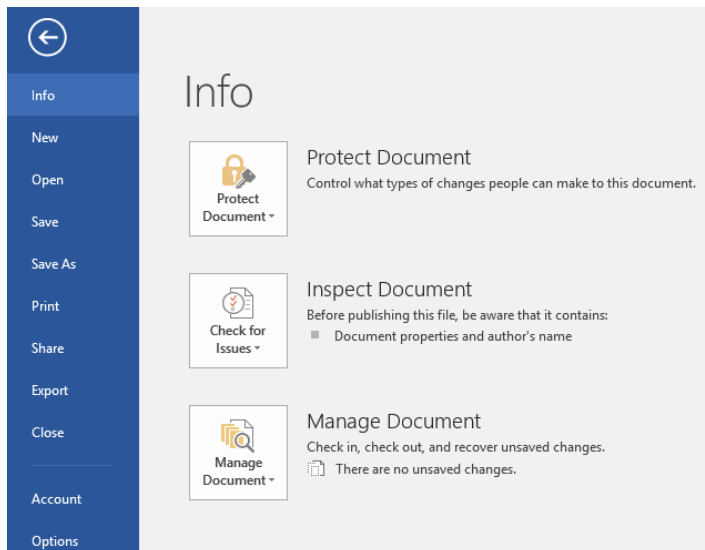 Info
New
Open
Save
Save As
Print
Share
Export
Close
Account
Options
Info
Protect
Document
Protect Document
Control what types of changes people can make to this document.
Check for
Issues
Inspect Document
Before publishing this file, be aware that it contains:
Document properties and author's name
Manage
Document
Manage Document
Check in, check out, and recover unsaved changes.
There are no unsaved changes.